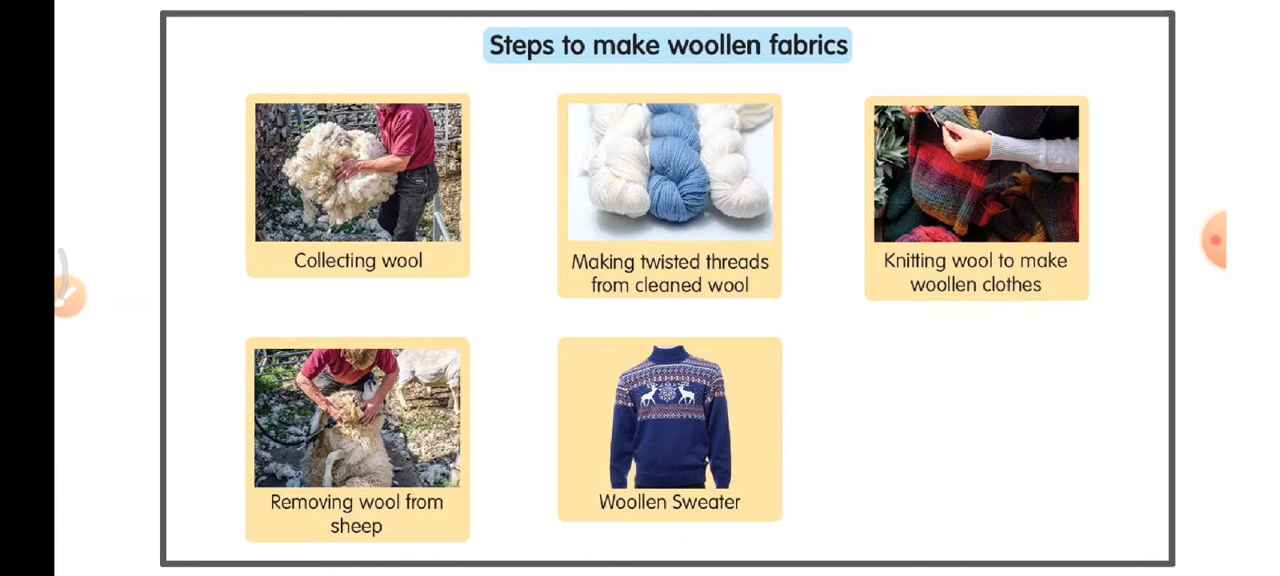 Steps to make woollen fabrics
Collecting wool
Making twisted threads
from cleaned wool
Knitting wool to make
woollen clothes
Removing wool from
sheep
Woollen Sweater